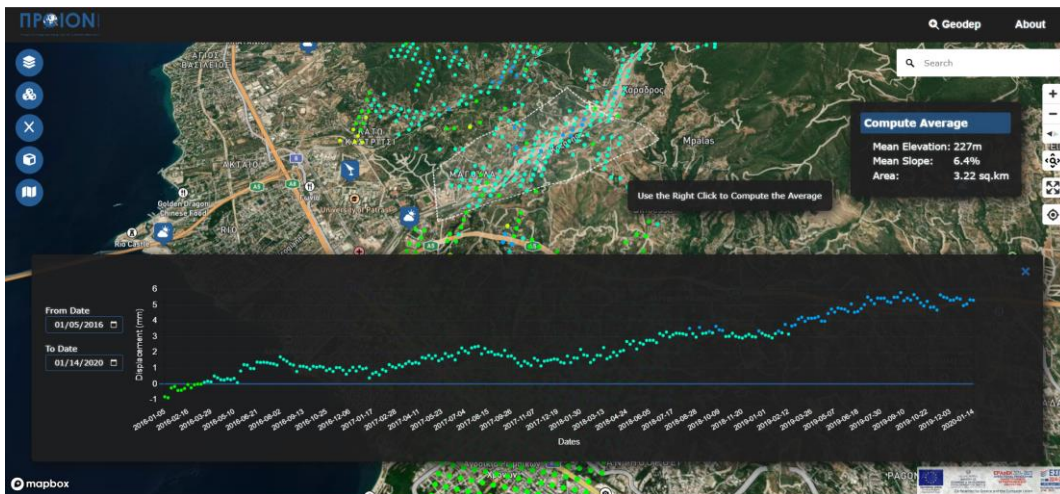 ΠΡΙΟΝ
Geodep
About
ΑΓΙΟΣ
ΒΑΣΙΛΕΙΟΣ
Search
Compute Average
Mean Elevation: 227m
Mean Slope: 6.4%
Area: 3.22 sq.km
Use the Right Click to Compute the Average
Χαραδρος
Mpalas
ΚΑΤΩ
ΚΑΣΤΡΙΤΣΙ
ΑΚΤΑΙΟ
ΜΑΓΟΥΛΑ
A5
8
Golden Dragon
Chinese Food
University of Patras
RIO
Rio Castle
A5
From Date
01/05/2016
To Date
01/14/2020
Displacement (mm)
6
5
4
3
2
1
0
-1
2016-01-05
2016-02-16
2016-03-29
2016-05-10
2016-06-21
2016-08-02
2016-09-13
2016-10-25
2016-12-06
2017-01-17
2017-02-28
2017-04-11
2017-05-23
2017-07-04
2017-08-15
2017-09-26
2017-11-07
2017-12-19
2018-01-30
2018-03-13
2018-04-24
2018-06-05
2018-07-17
2018-08-28
2018-10-09
2018-11-20
2019-01-01
2019-02-12
2019-03-26
2019-05-07
2019-06-18
2019-07-30
2019-09-10
2019-10-22
2019-12-03
2020-01-14
Dates
mapbox